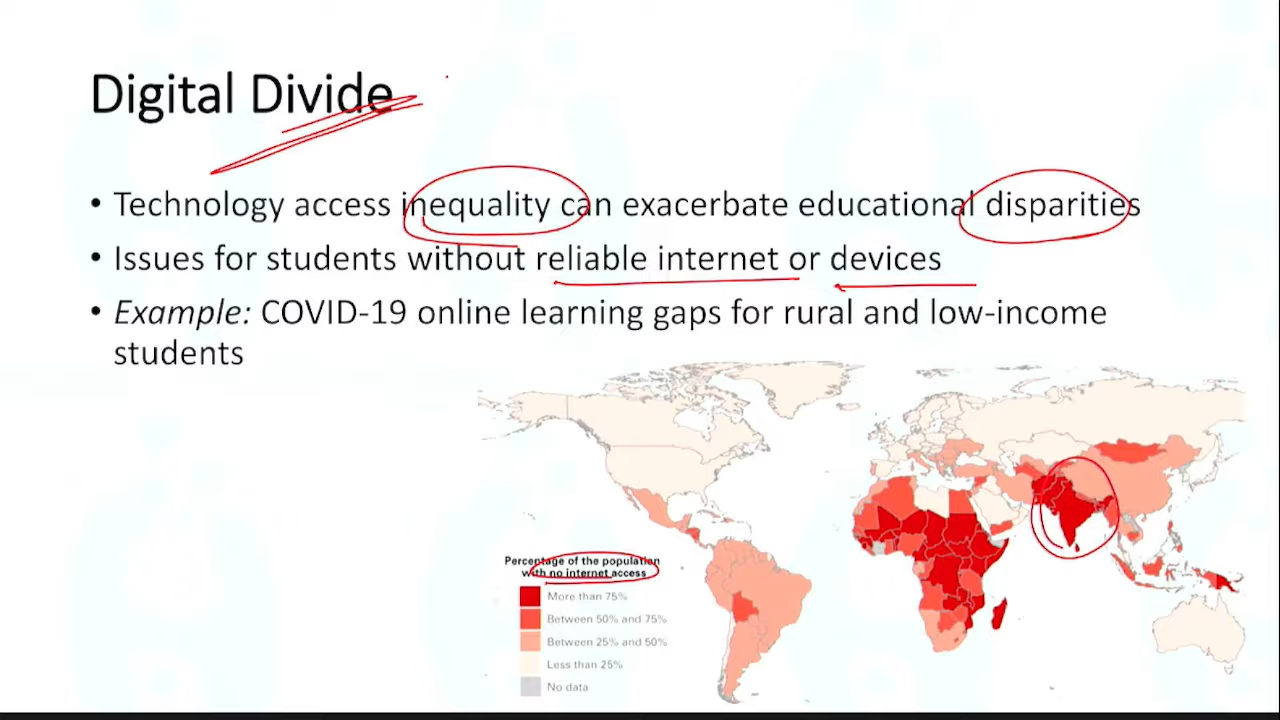 Digital Divide
• Technology access inequality can exacerbate educational disparities
• Issues for students without reliable internet or devices
• Example: COVID-19 online learning gaps for rural and low-income
students
Percentage of the population
with no internet access
More than 75%
Between 50% and 75%
Between 25% and 50%
Less than 25%
No data